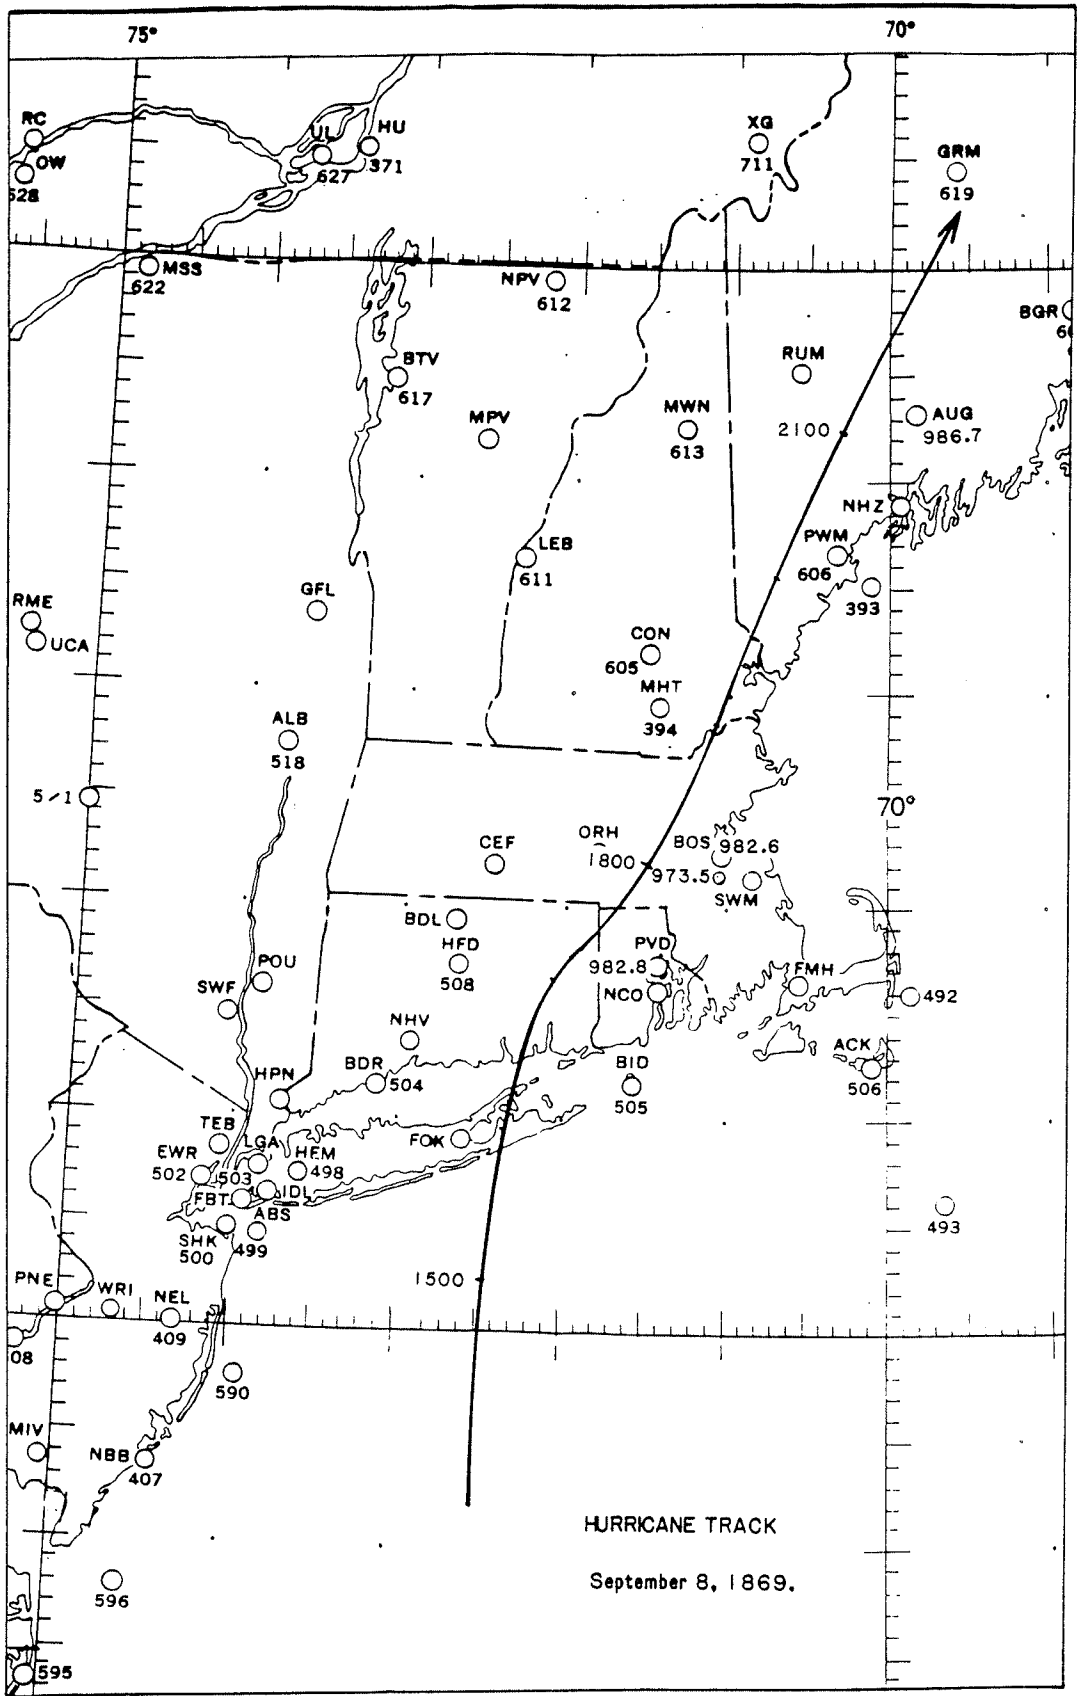 75°
70°
RC
OW
528
UL
627
HU
371
XG
711
GRM
619
MSS
622
NPV
612
BGR
BTV
617
RUM
MPV
MWN
613
2100
AUG
986.7
NHZ
PWM
606
393
LEB
611
GFL
RME
UCA
CON
605
MHT
394
ALB
518
70°
CEF
ORH
1800
BOS
982.6
973.5
SWM
BDL
HFD
508
PVD
982.8
NCO
FMH
492
POU
SWF
NHV
BDR
504
ACK
506
BID
505
HPN
TEB
LGA
503
EWR
502
HEM
498
FOK
FBT
IDL
ABS
499
SHK
500
493
1500
PNE
WRI
NEL
409
08
590
MIV
NBB
407
HURRICANE TRACK
September 8, 1869.
596
595